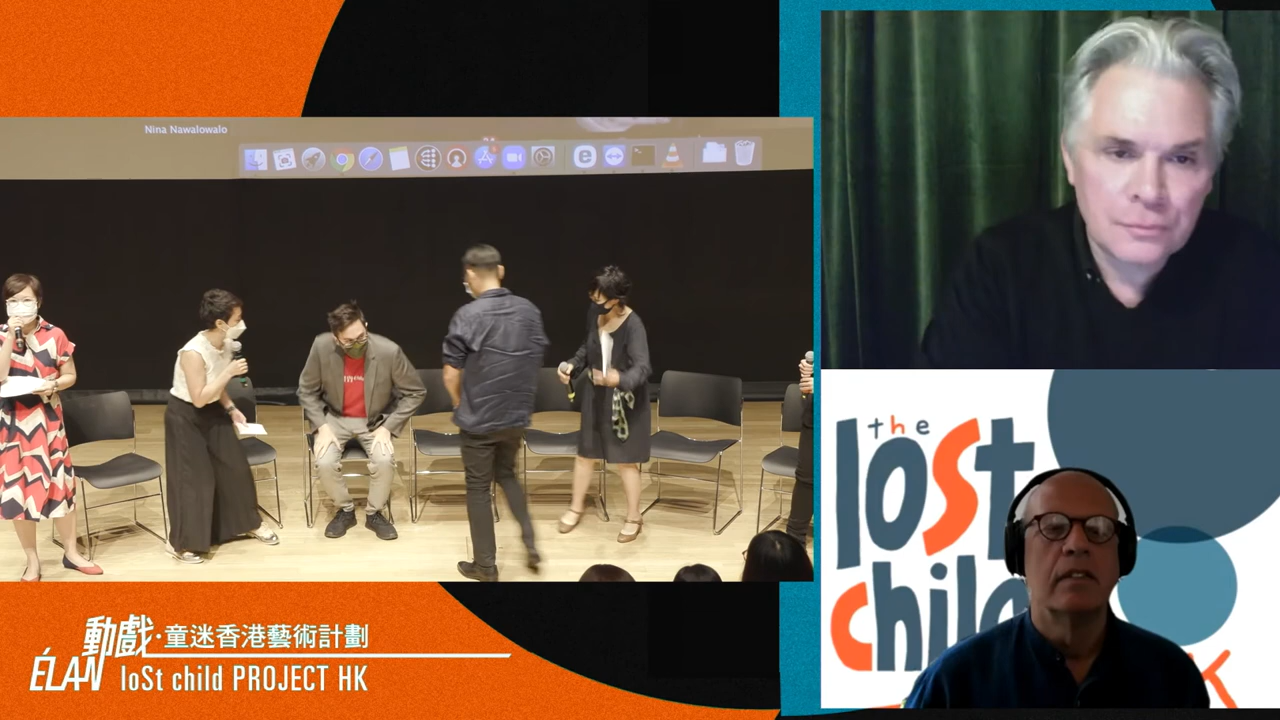 Nina Nawalowalo
the
loSt
child
動戲·童迷香港藝術計劃
ÉLAN loSt child PROJECT HK